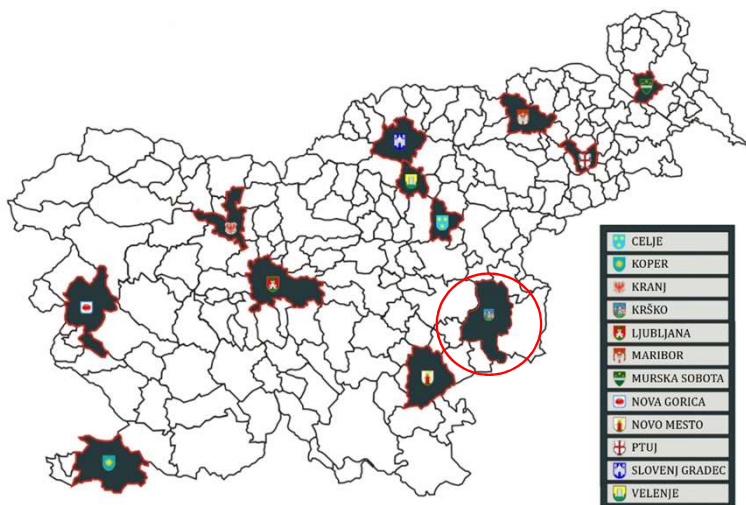 CELJE
KOPER
KRANJ
KRŠKO
LJUBLJANA
MARIBOR
MURSKA SOBOTA
NOVA GORICA
NOVO MESTO
PTUJ
SLOVENJ GRADEC
VELENJE